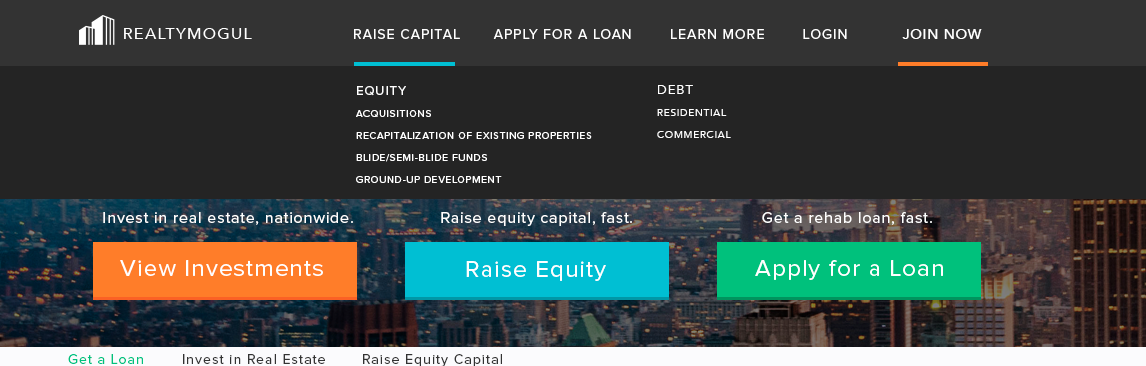 REALTYMOGUL RAISE CAPITAL APPLY FOR A LOAN LEARN MORE LOGIN JOIN NOW
EQUITY
ACQUISITIONS
RECAPITALIZATION OF EXISTING PROPERTIES
BLIDE/SEMI-BLIDE FUNDS
GROUND-UP DEVELOPMENT
DEBT
RESIDENTIAL
COMMERCIAL
Invest in real estate, nationwide.
View Investments
Raise equity capital, fast.
Raise Equity
Get a rehab loan, fast.
Apply for a Loan
Get a Loan Invest in Real Estate Raise Equity Capital